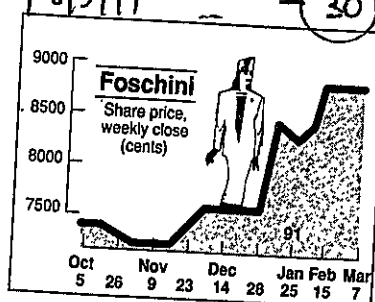 30
9000
Foschini
Share price,
weekly close
(cents)
8500
8000
7500
91
Oct Nov Dec Jan Feb Mar
5 26 9 23 14 28 25 15 7